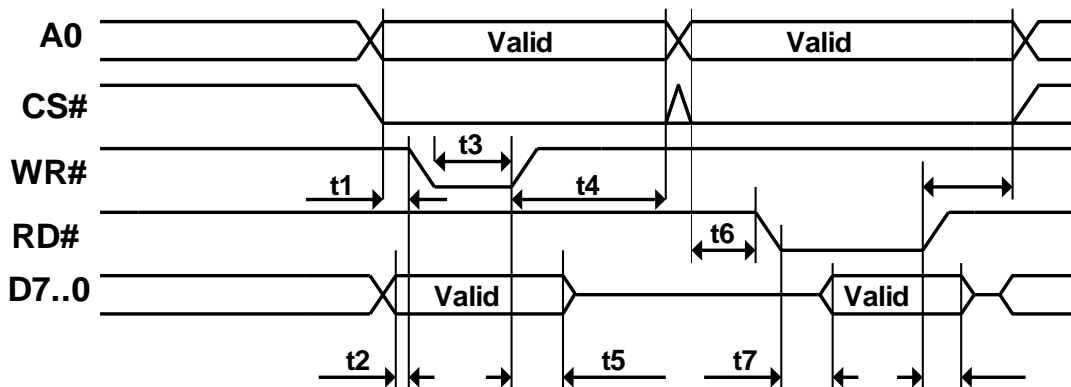 A0 Valid Valid
CS#
WR# t3
t1 t4
RD# t6
D7..0 Valid Valid
t2 t5 t7